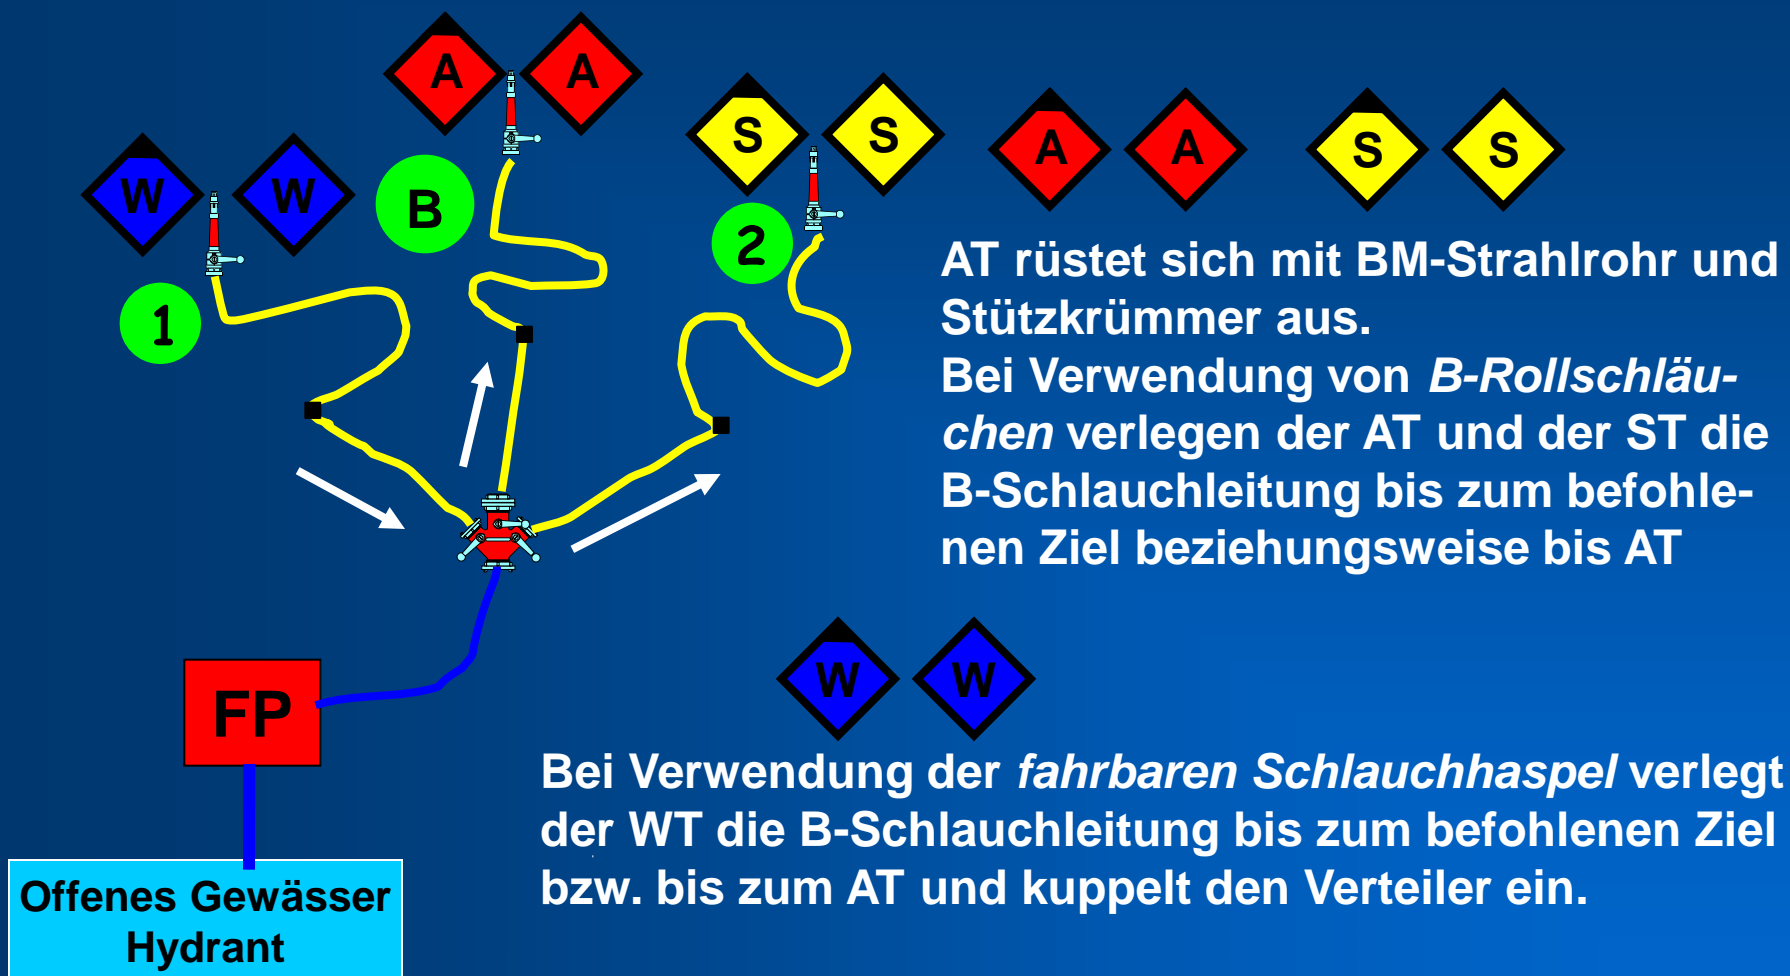 A A
S S
A A
S S
W W
B
2
1
AT rüstet sich mit BM-Strahlrohr und
Stützkrümmer aus.
Bei Verwendung von B-Rollschläu-
chen verlegen der AT und der ST die
B-Schlauchleitung bis zum befohle-
nen Ziel beziehungsweise bis AT
W W
FP
Bei Verwendung der fahrbaren Schlauchhaspel verlegt
der WT die B-Schlauchleitung bis zum befohlenen Ziel
bzw. bis zum AT und kuppelt den Verteiler ein.
Offenes Gewässer
Hydrant